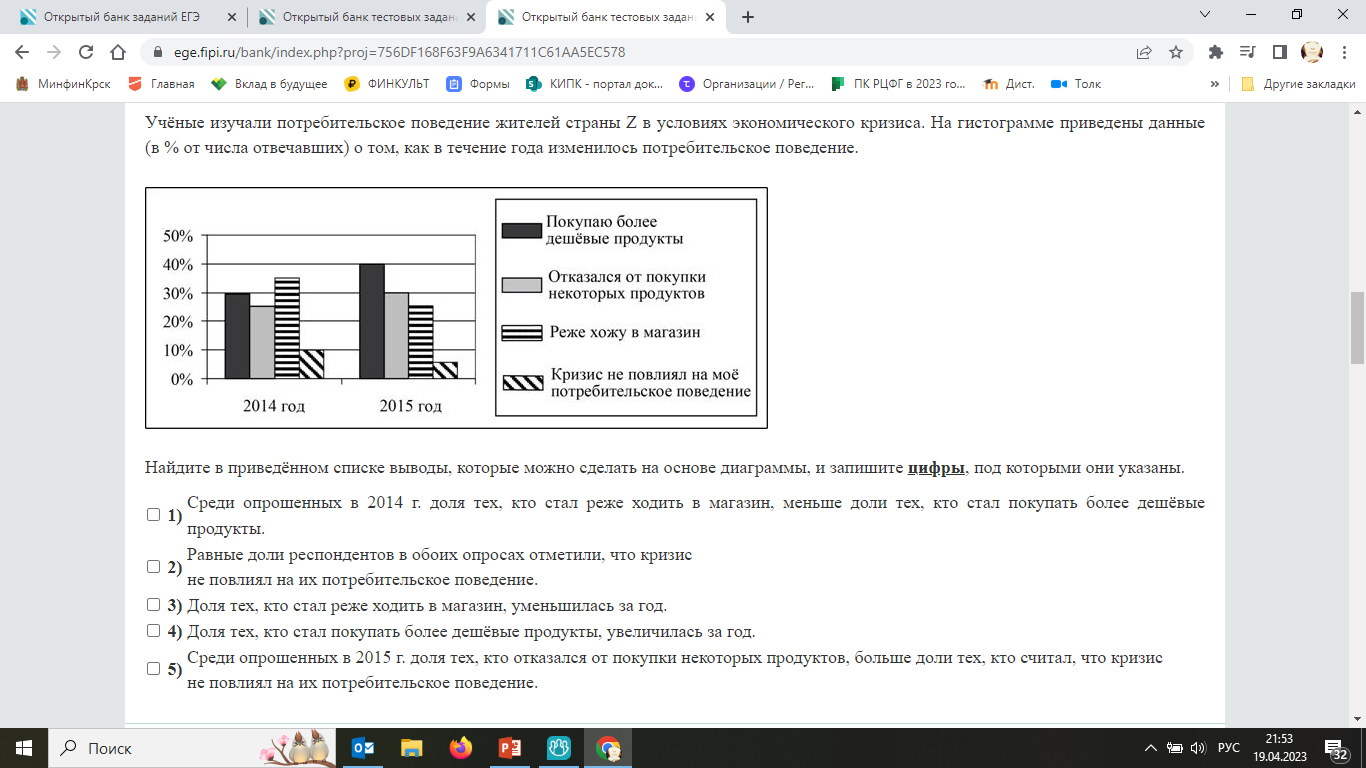 Открытый банк заданий ЕГЭ
Открытый банк тестовых задан
Открытый банк тестовых задан
ege.fipi.ru/bank/index.php?proj=756DF168F63F9A6341711C61AA5EC578
МинфинКрск
Главная
Вклад в будущее
ФИНКУЛЬТ
Формы
КИПК - портал док...
Организации / Рег...
ПК РЦФГ в 2023 го...
Дист.
Толк
»
Другие закладки
Учёные изучали потребительское поведение жителей страны Z в условиях экономического кризиса. На гистограмме приведены данные
(в % от числа отвечавших) о том, как в течение года изменилось потребительское поведение.
50%
40%
30%
20%
10%
0%
2014 год
2015 год
Покупаю более
дешёвые продукты
Отказался от покупки
некоторых продуктов
Реже хожу в магазин
Кризис не повлиял на моё
потребительское поведение
Найдите в приведённом списке выводы, которые можно сделать на основе диаграммы, и запишите цифры, под которыми они указаны.
1) Среди опрошенных в 2014 г. доля тех, кто стал реже ходить в магазин, меньше доли тех, кто стал покупать более дешёвые
продукты.
2) Равные доли респондентов в обоих опросах отметили, что кризис
не повлиял на их потребительское поведение.
3) Доля тех, кто стал реже ходить в магазин, уменьшилась за год.
4) Доля тех, кто стал покупать более дешёвые продукты, увеличилась за год.
5) Среди опрошенных в 2015 г. доля тех, кто отказался от покупки некоторых продуктов, больше доли тех, кто считал, что кризис
не повлиял на их потребительское поведение.
Поиск
РУС
21:53
19.04.2023
32